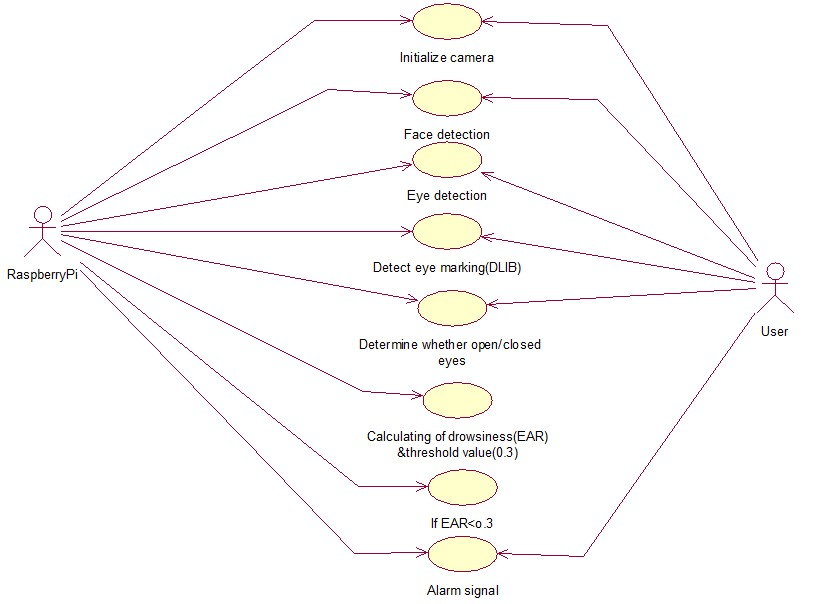 Initialize camera
Face detection
Eye detection
RaspberryPi
Detect eye marking(DLIB)
User
Determine whether open/closed
eyes
Calculating of drowsiness(EAR)
&threshold value(0.3)
If EAR<o.3
Alarm signal